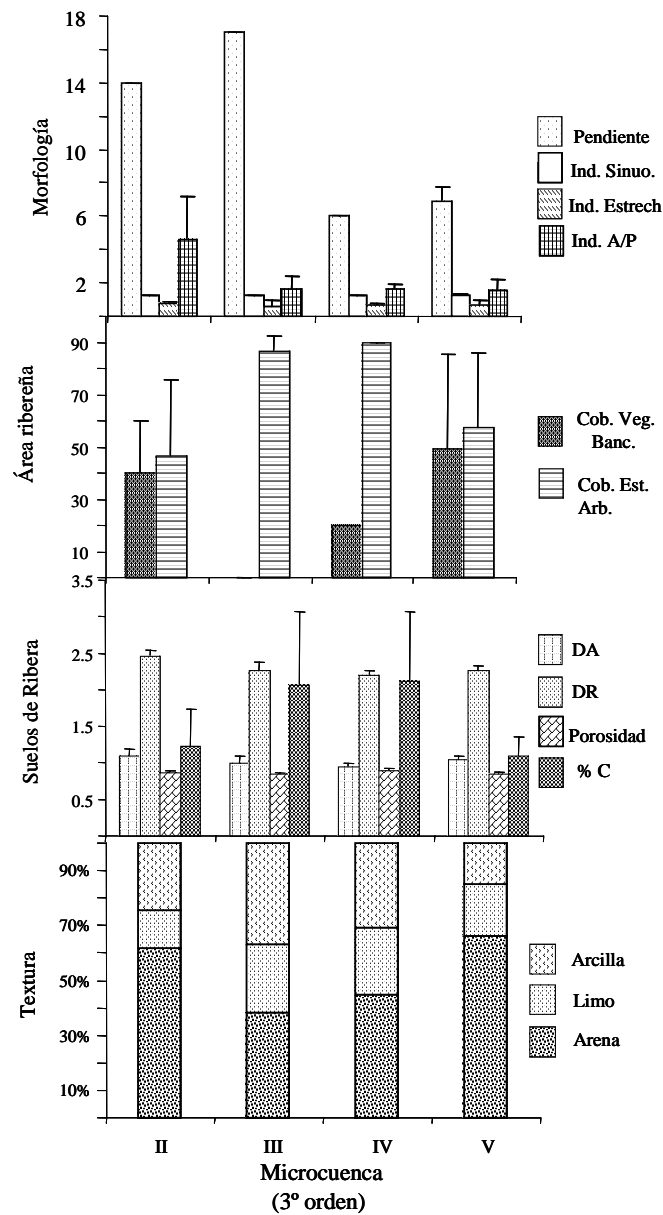 18
14
10
6
2
Morfología
Pendiente
Ind. Sinuo.
Ind. Estrech
Ind. A/P
90
70
50
30
10
Área ribereña
Cob. Veg.
Banc.
Cob. Est.
Arb.
3.5
2.5
1.5
0.5
Suelos de Ribera
DA
DR
Porosidad
% C
90%
70%
50%
30%
10%
Textura
Arcilla
Limo
Arena
II III IV V
Microcuenca
(3º orden)